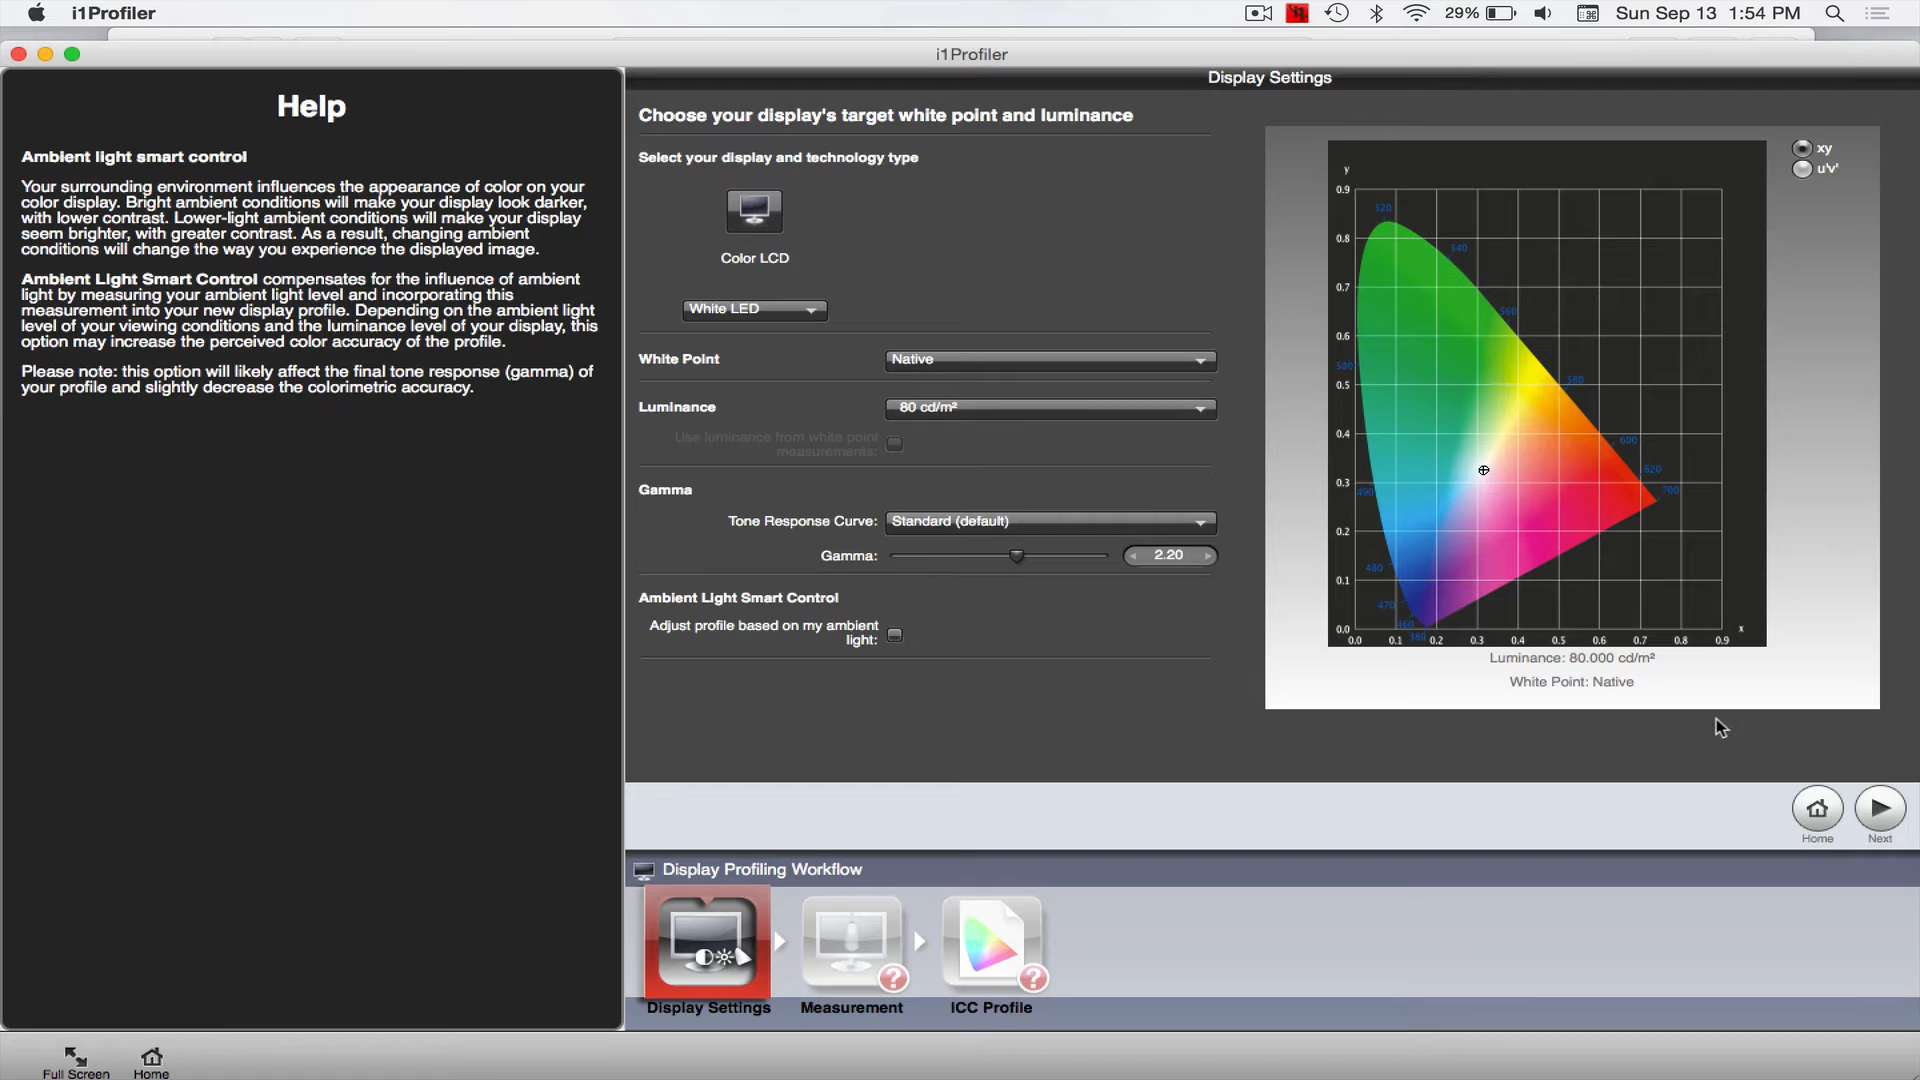 i1Profiler
29%
Sun Sep 13 1:54 PM
i1Profiler
Help
Ambient light smart control
Your surrounding environment influences the appearance of color on your
color display. Bright ambient conditions will make your display look darker,
with lower contrast. Lower-light ambient conditions will make your display
seem brighter, with greater contrast. As a result, changing ambient
conditions will change the way you experience the displayed image.
Ambient Light Smart Control compensates for the influence of ambient
light by measuring your ambient light level and incorporating this
measurement into your new display profile. Depending on the ambient light
level of your viewing conditions and the luminance level of your display, this
option may increase the perceived color accuracy of the profile.
Please note: this option will likely affect the final tone response (gamma) of
your profile and slightly decrease the colorimetric accuracy.
Display Settings
Choose your display's target white point and luminance
Select your display and technology type
Color LCD
White LED
White Point
Native
Luminance
80 cd/m²
Use luminance from white point
measurements:
Gamma
Tone Response Curve:
Standard (default)
Gamma:
2.20
Ambient Light Smart Control
Adjust profile based on my ambient
light:
xy
u'v'
y
0.9
0.8
0.7
0.6
0.5
0.4
0.3
0.2
0.1
0.0
520
540
560
500
580
600
620
490
700
480
470
460
380
0.0 0.1 0.2 0.3 0.4 0.5 0.6 0.7 0.8 0.9
x
Luminance: 80.000 cd/m²
White Point: Native
Home
Next
Display Profiling Workflow
?
?
Display Settings
Measurement
ICC Profile
Full Screen
Home